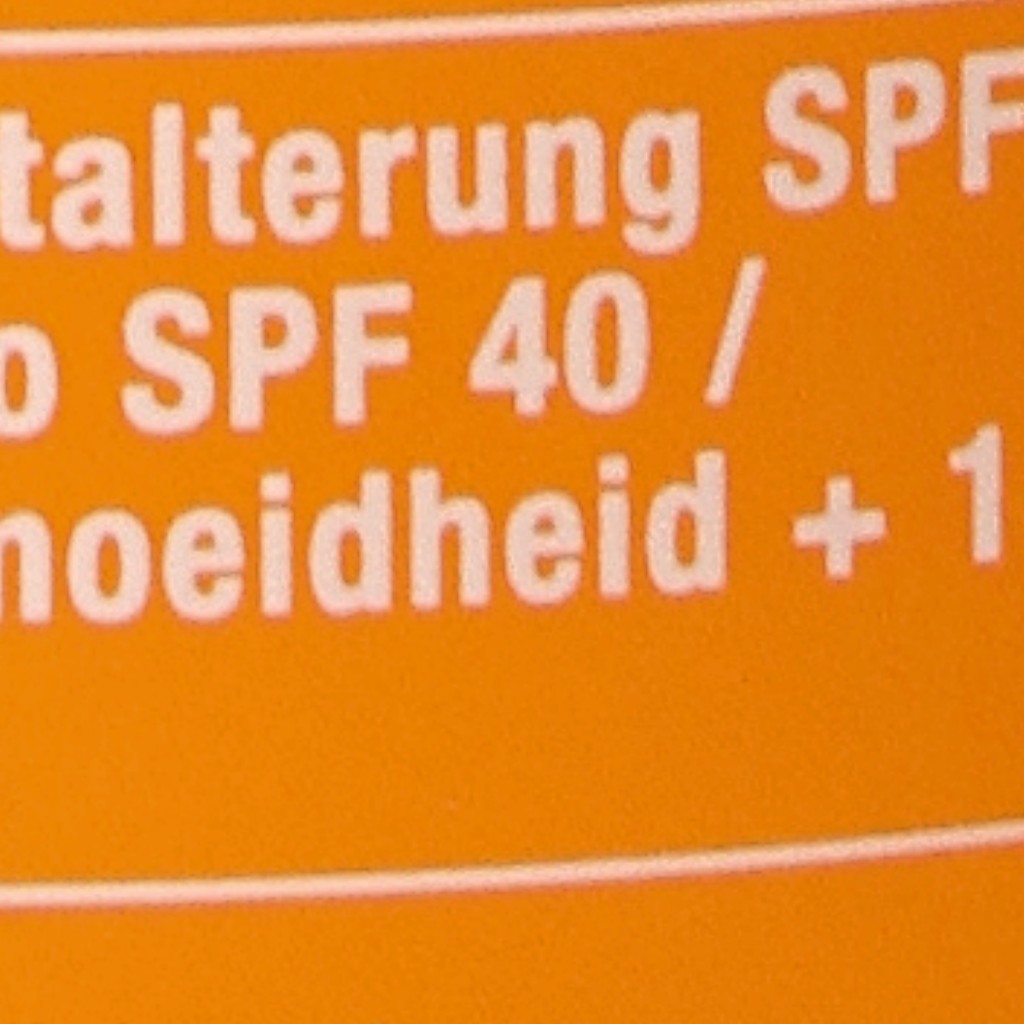 talterung SPF
o SPF 40 /
noeidheid + 1